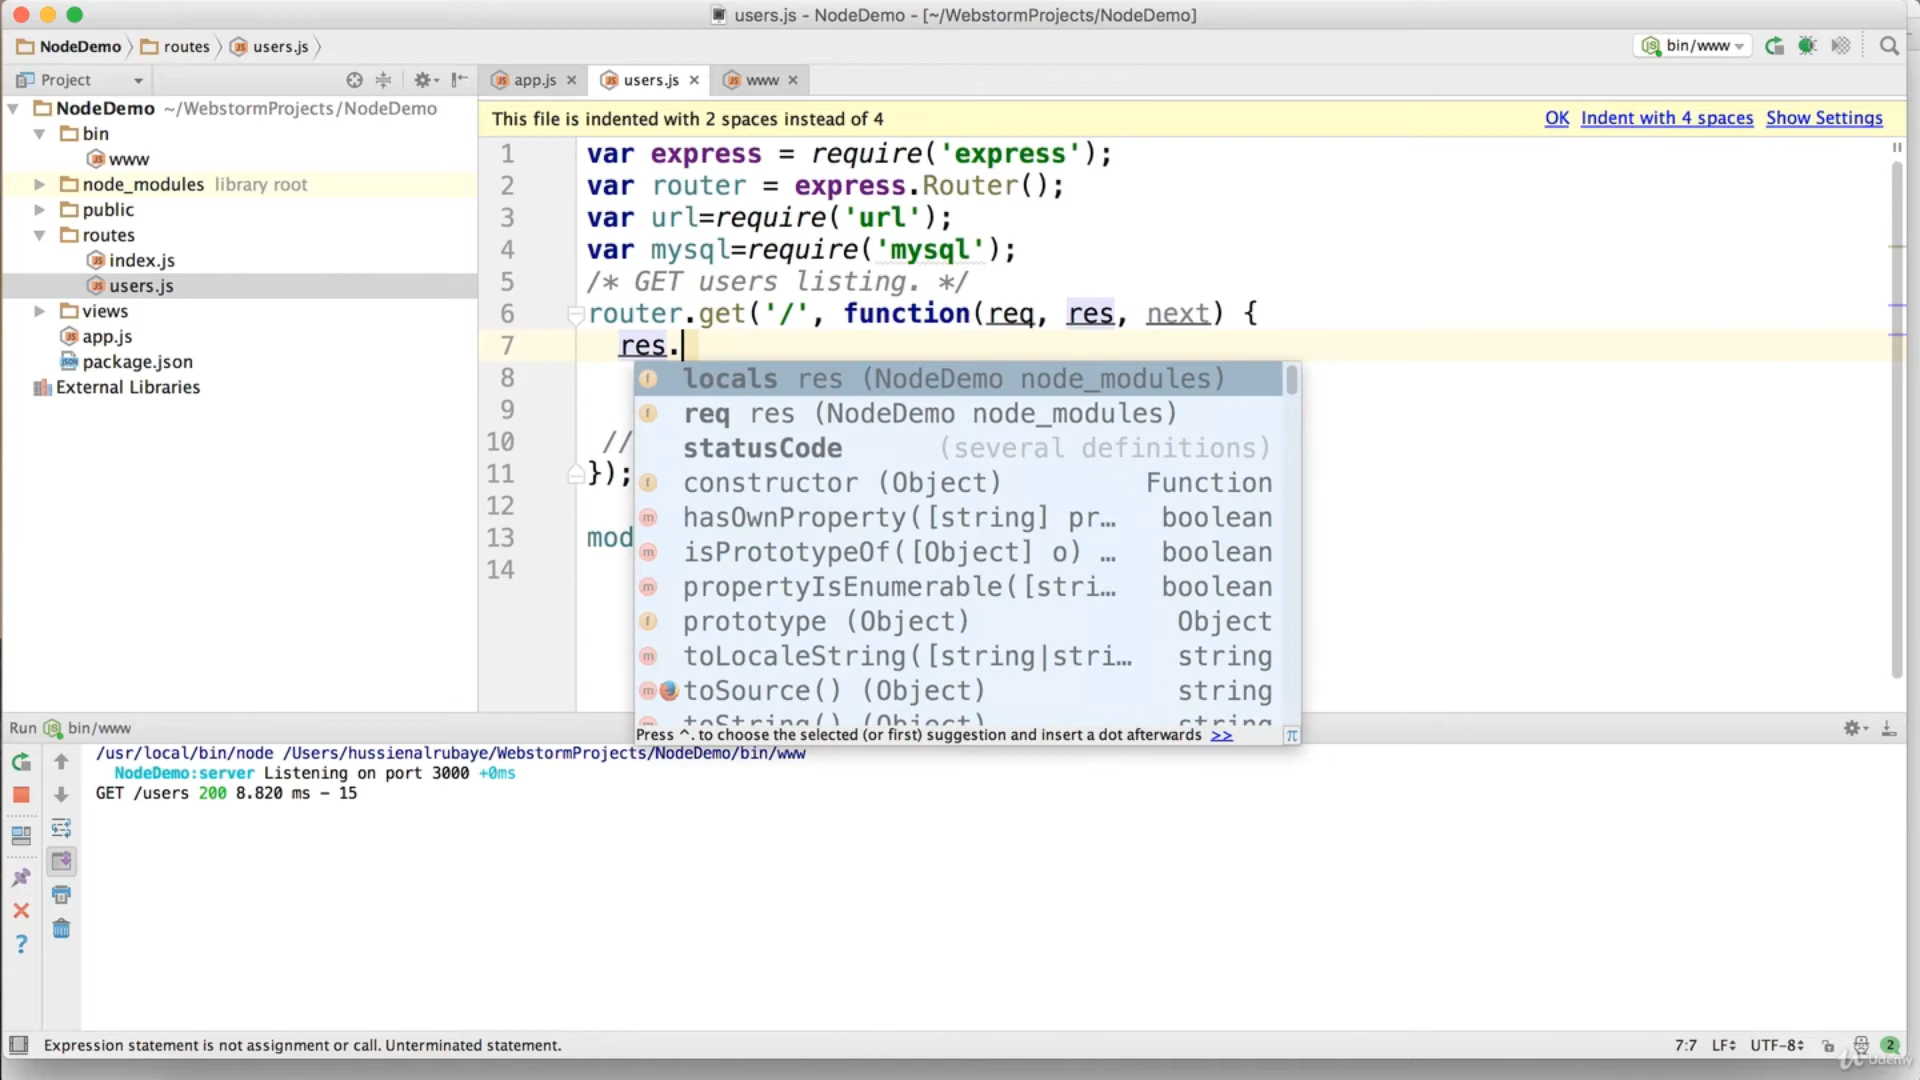 users.js - NodeDemo - [~/WebstormProjects/NodeDemo]
NodeDemo routes users.js
bin/www
Project
app.js users.js www
NodeDemo ~/WebstormProjects/NodeDemo
bin
www
node_modules library root
public
routes
index.js
users.js
views
app.js
package.json
External Libraries
This file is indented with 2 spaces instead of 4
OK Indent with 4 spaces Show Settings
1 var express = require('express');
2 var router = express.Router();
3 var url=require('url');
4 var mysql=require('mysql');
5 /* GET users listing. */
6 router.get('/', function(req, res, next) {
7 res.
8
9
10 //
11 });
12
13 mod
14
locals res (NodeDemo node_modules)
req res (NodeDemo node_modules)
statusCode (several definitions)
constructor (Object) Function
hasOwnProperty([string] pr… boolean
isPrototypeOf([Object] o) … boolean
propertyIsEnumerable([stri… boolean
prototype (Object) Object
toLocaleString([string|stri… string
toSource() (Object) string
toString() (Object) string
Press ^. to choose the selected (or first) suggestion and insert a dot afterwards >>
π
Run bin/www
/usr/local/bin/node /Users/hussienalrubaye/WebstormProjects/NodeDemo/bin/www
NodeDemo:server Listening on port 3000 +0ms
GET /users 200 8.820 ms - 15
Expression statement is not assignment or call. Unterminated statement.
7:7 LF UTF-8 2
Udemy